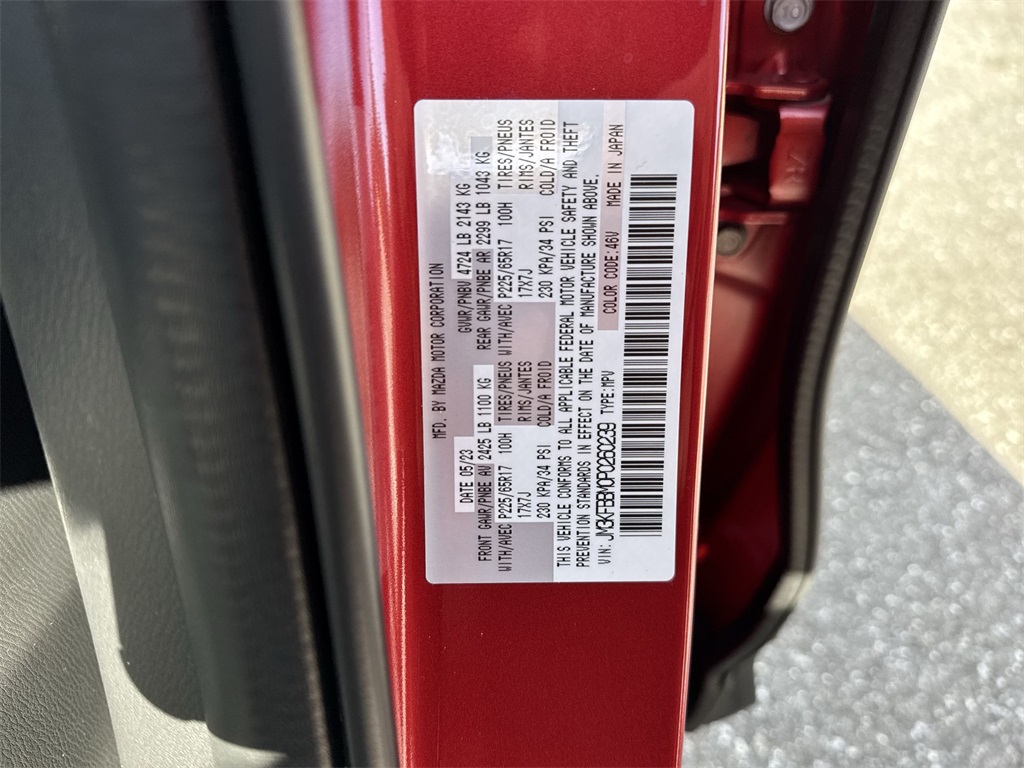 MFD. BY MAZDA MOTOR CORPORATION
DATE 05/23 GVWR/PNBV 4724 LB 2143 KG
FRONT GAWR/PNBE AV 2425 LB 1100 KG REAR GAWR/PNBE AR 2299 LB 1043 KG
WITH/AVEC P225/65R17 100H TIRES/PNEUS WITH/AVEC P225/65R17 100H TIRES/PNEUS
17X7J RIMS/JANTES 17X7J RIMS/JANTES
230 KPA/34 PSI COLD/A FROID 230 KPA/34 PSI COLD/A FROID
THIS VEHICLE CONFORMS TO ALL APPLICABLE FEDERAL MOTOR VEHICLE SAFETY AND THEFT
PREVENTION STANDARDS IN EFFECT ON THE DATE OF MANUFACTURE SHOWN ABOVE.
VIN: JM3KFBBM0P0260239 TYPE:MPV COLOR CODE:46V MADE IN JAPAN
10